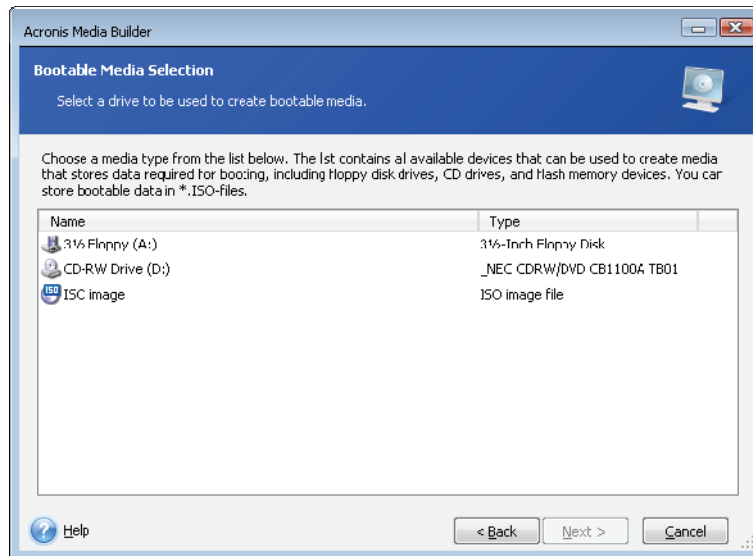 Acronis Media Builder
Bootable Media Selection
Select a drive to be used to create bootable media.
Choose a media type from the list below. The list contains al available devices that can be used to create media
that stores data required for booting, including floppy disk drives, CD drives, and flash memory devices. You can
store bootable data in *.ISO-files.
Name Type
3½ Floppy (A:) 3½-Inch Floppy Disk
CD-RW Drive (D:) _NEC CDRW/DVD CB1100A TB01
ISO
ISO image ISO image file
? Help < Back Next > Cancel